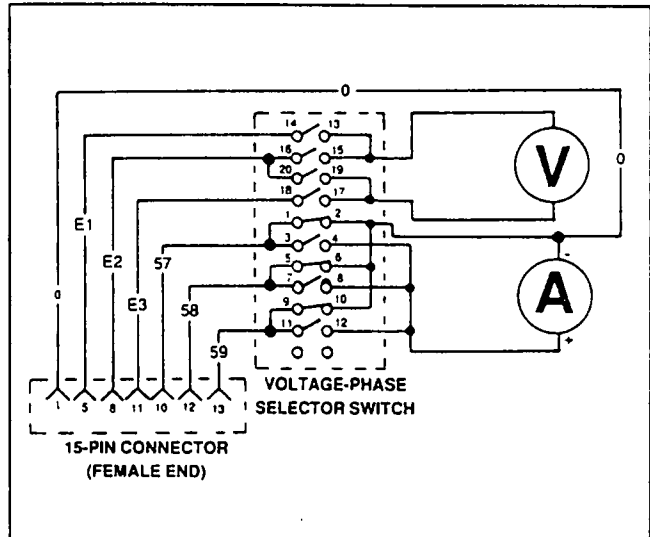 0
14 13
16 15
20 19
18 17
1 2
3 4
5 6
7 8
9 10
11 12
V
0
A
-
+
E1
E2
E3
57
58
59
0
1 5 8 11 10 12 13
VOLTAGE-PHASE
SELECTOR SWITCH
15-PIN CONNECTOR
(FEMALE END)